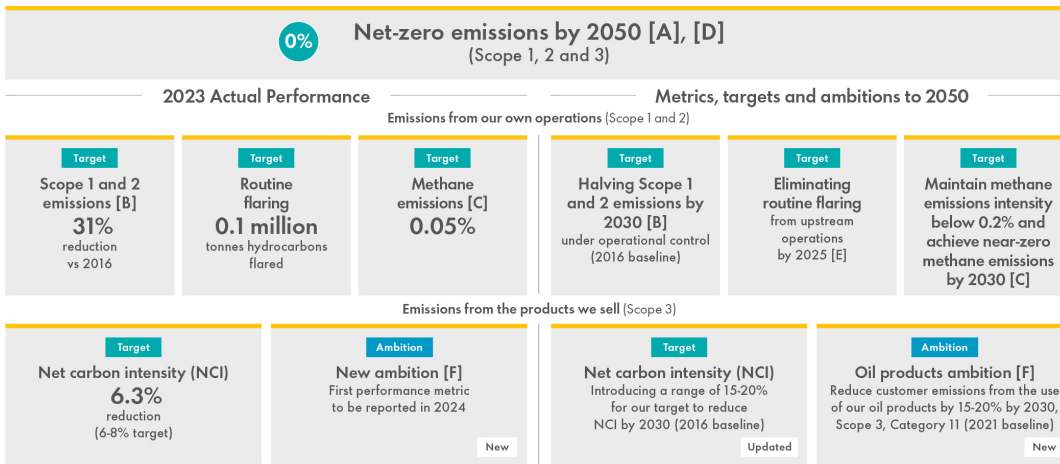 0%
Net-zero emissions by 2050 [A], [D]
(Scope 1, 2 and 3)
2023 Actual Performance
Metrics, targets and ambitions to 2050
Emissions from our own operations (Scope 1 and 2)
Target
Scope 1 and 2
emissions [B]
31%
reduction
vs 2016
Target
Routine
flaring
0.1 million
tonnes hydrocarbons
flared
Target
Methane
emissions [C]
0.05%
Target
Halving Scope 1
and 2 emissions by
2030 [B]
under operational control
(2016 baseline)
Target
Eliminating
routine flaring
from upstream
operations
by 2025 [E]
Target
Maintain methane
emissions intensity
below 0.2% and
achieve near-zero
methane emissions
by 2030 [C]
Emissions from the products we sell (Scope 3)
Target
Net carbon intensity (NCI)
6.3%
reduction
(6-8% target)
Ambition
New ambition [F]
First performance metric
to be reported in 2024
New
Target
Net carbon intensity (NCI)
Introducing a range of 15-20%
for our target to reduce
NCI by 2030 (2016 baseline)
Updated
Ambition
Oil products ambition [F]
Reduce customer emissions from the use
of our oil products by 15-20% by 2030,
Scope 3, Category 11 (2021 baseline)
New